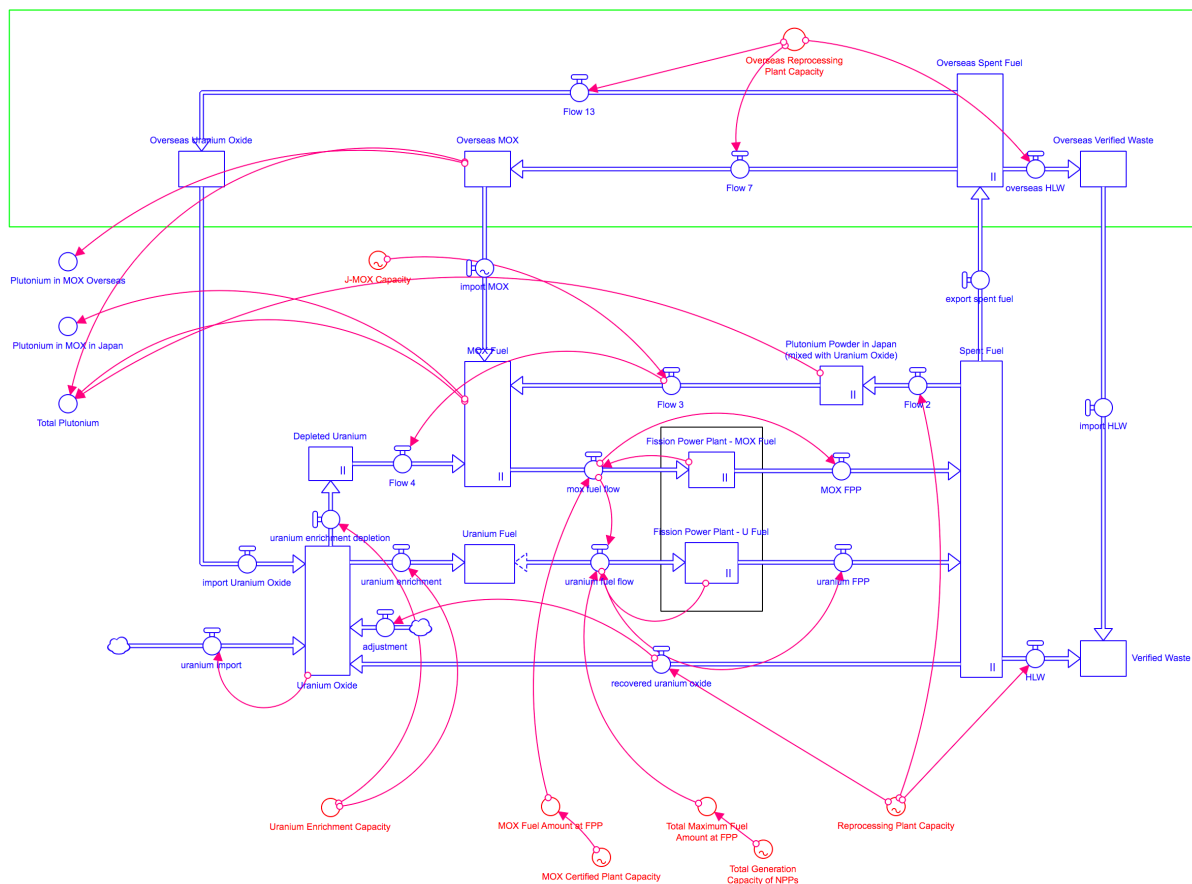 Overseas Reprocessing
Plant Capacity
Overseas Spent Fuel
Flow 13
Overseas Uranium Oxide
Overseas MOX
Overseas Verified Waste
Flow 7
overseas HLW
Plutonium in MOX Overseas
J-MOX Capacity
import MOX
export spent fuel
Plutonium in MOX in Japan
MOX Fuel
Plutonium Powder in Japan
(mixed with Uranium Oxide)
Spent Fuel
Total Plutonium
Flow 3
Flow 2
import HLW
Depleted Uranium
Fission Power Plant - MOX Fuel
Flow 4
mox fuel flow
MOX FPP
uranium enrichment depletion
Uranium Fuel
Fission Power Plant - U Fuel
import Uranium Oxide
uranium enrichment
uranium fuel flow
uranium FPP
uranium import
adjustment
Verified Waste
Uranium Oxide
recovered uranium oxide
HLW
Uranium Enrichment Capacity
MOX Fuel Amount at FPP
Total Maximum Fuel
Amount at FPP
Reprocessing Plant Capacity
MOX Certified Plant Capacity
Total Generation
Capacity of NPPs